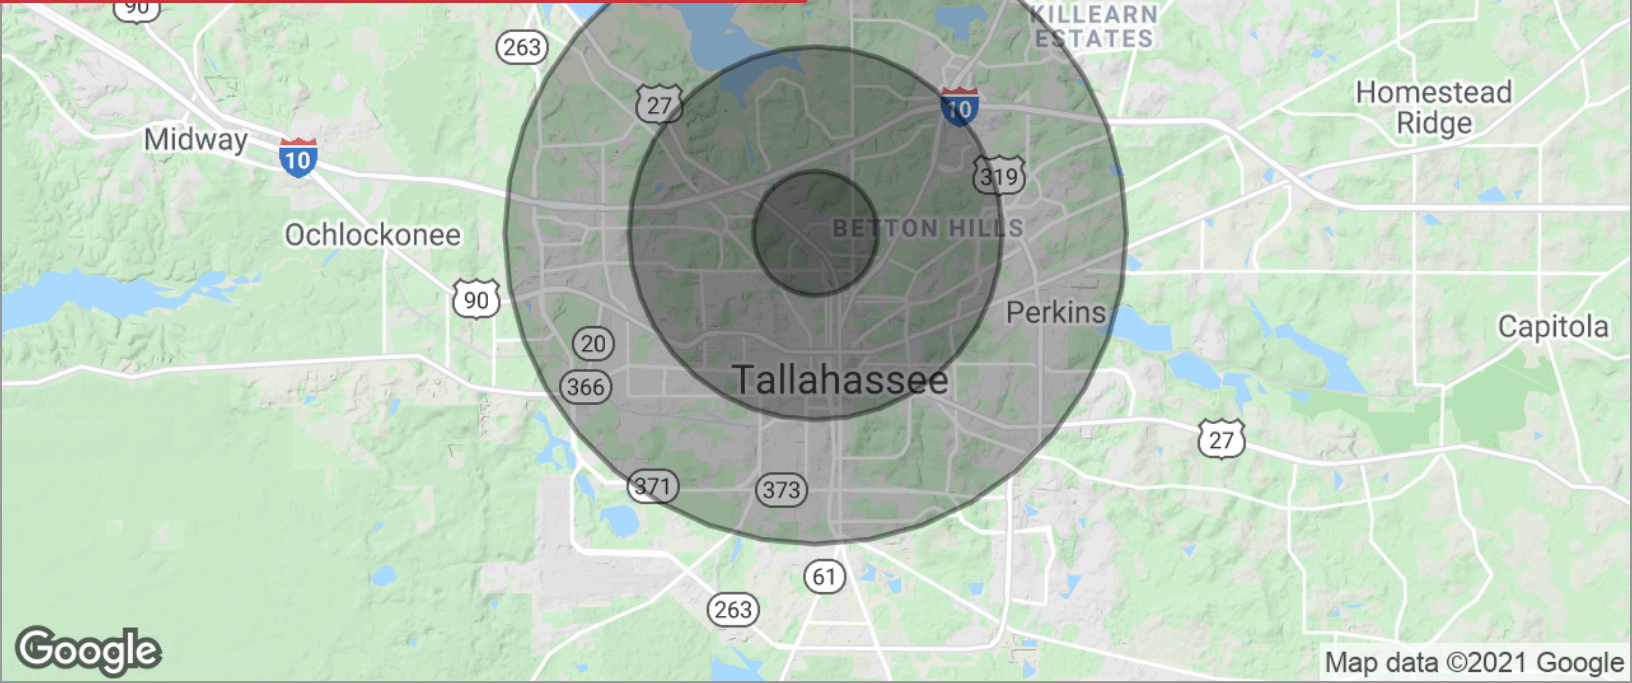 90
KILLEARN
ESTATES
263
27
10
Homestead
Ridge
Midway
10
319
BETTON HILLS
Ochlockonee
90
Perkins
Capitola
20
366
Tallahassee
27
371
373
61
263
Google
Map data ©2021 Google